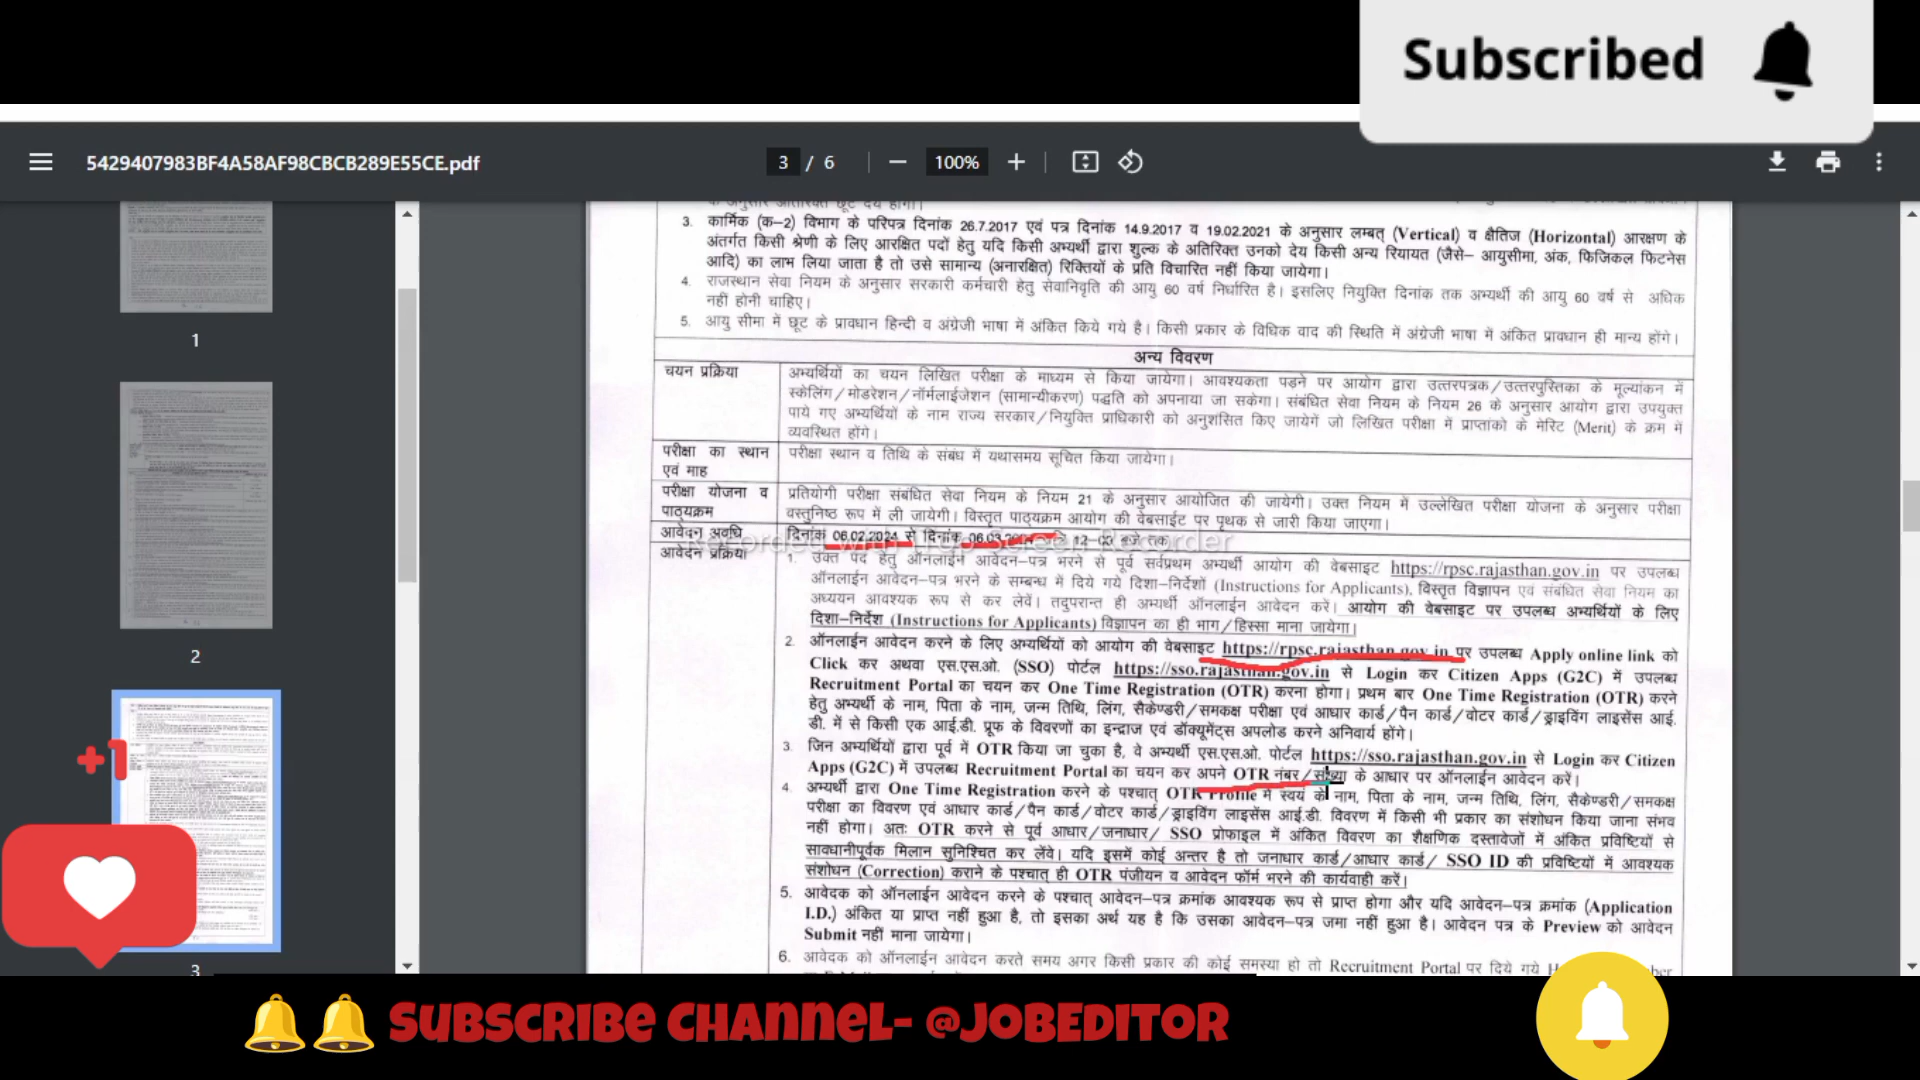 Subscribed
5429407983BF4A58AF98CBCB289E55CE.pdf
3 / 6
100%
1
2
3
+1
3. कार्मिक (क–2) विभाग के परिपत्र दिनांक 26.7.2017 एवं पत्र दिनांक 14.9.2017 व 19.02.2021 के अनुसार लम्बत् (Vertical) व क्षैतिज (Horizontal) आरक्षण के
अंतर्गत किसी श्रेणी के लिए आरक्षित पदों हेतु यदि किसी अभ्यर्थी द्वारा शुल्क के अतिरिक्त उनको देय किसी अन्य रियायत (जैसे– आयुसीमा, अंक, फिजिकल फिटनेस
आदि) का लाभ लिया जाता है तो उसे सामान्य (अनारक्षित) रिक्तियों के प्रति विचारित नहीं किया जायेगा।
4. राजस्थान सेवा नियम के अनुसार सरकारी कर्मचारी हेतु सेवानिवृति की आयु 60 वर्ष निर्धारित है। इसलिए नियुक्ति दिनांक तक अभ्यर्थी की आयु 60 वर्ष से अधिक
नहीं होनी चाहिए।
5. आयु सीमा में छूट के प्रावधान हिन्दी व अंग्रेजी भाषा में अंकित किये गये है। किसी प्रकार के विधिक वाद की स्थिति में अंग्रेजी भाषा में अंकित प्रावधान ही मान्य होंगे।
अन्य विवरण
चयन प्रक्रिया
अभ्यर्थियों का चयन लिखित परीक्षा के माध्यम से किया जायेगा। आवश्यकता पड़ने पर आयोग द्वारा उत्तरपत्रक/उत्तरपुस्तिका के मूल्यांकन में
स्केलिंग/मोडरेशन/नॉर्मलाईजेशन (सामान्यीकरण) पद्धति को अपनाया जा सकेगा। संबंधित सेवा नियम के नियम 26 के अनुसार आयोग द्वारा उपयुक्त
पाये गए अभ्यर्थियों के नाम राज्य सरकार/नियुक्ति प्राधिकारी को अनुशंसित किए जायेगें जो लिखित परीक्षा में प्राप्तांको के मेरिट (Merit) के क्रम में
व्यवस्थित होंगे।
परीक्षा का स्थान
एवं माह
परीक्षा स्थान व तिथि के संबंध में यथासमय सूचित किया जायेगा।
परीक्षा योजना व
पाठ्यक्रम
प्रतियोगी परीक्षा संबंधित सेवा नियम के नियम 21 के अनुसार आयोजित की जायेगी। उक्त नियम में उल्लेखित परीक्षा योजना के अनुसार परीक्षा
वस्तुनिष्ठ रूप में ली जायेगी। विस्तृत पाठ्यक्रम आयोग की वेबसाईट पर पृथक से जारी किया जाएगा।
आवेदन अवधि
दिनांक 06.02.2024 से दिनांक बजे तक
Recorded with Screen Recorder
आवेदन प्रक्रिया
1. उक्त पद हेतु ऑनलाईन आवेदन–पत्र भरने से पूर्व सर्वप्रथम अभ्यर्थी आयोग की वेबसाइट https://rpsc.rajasthan.gov.in पर उपलब्ध
ऑनलाईन आवेदन–पत्र भरने के सम्बन्ध में दिये गये दिशा–निर्देशों (Instructions for Applicants), विस्तृत विज्ञापन एवं संबंधित सेवा नियम का
अध्ययन आवश्यक रूप से कर लेवें। तदुपरान्त ही अभ्यर्थी ऑनलाईन आवेदन करें। आयोग की वेबसाइट पर उपलब्ध अभ्यर्थियों के लिए
दिशा–निर्देश (Instructions for Applicants) विज्ञापन का ही भाग/हिस्सा माना जायेगा।
2. ऑनलाईन आवेदन करने के लिए अभ्यर्थियों को आयोग की वेबसाइट https://rpsc.rajasthan.gov.in पर उपलब्ध Apply online link को
Click कर अथवा एस.एस.ओ. (SSO) पोर्टल https://sso.rajasthan.gov.in से Login कर Citizen Apps (G2C) में उपलब्ध
Recruitment Portal का चयन कर One Time Registration (OTR) करना होगा। प्रथम बार One Time Registration (OTR) करने
हेतु अभ्यर्थी के नाम, पिता के नाम, जन्म तिथि, लिंग, सैकेण्डरी/समकक्ष परीक्षा एवं आधार कार्ड/पैन कार्ड/वोटर कार्ड/ड्राइविंग लाइसेंस आई.
डी. में से किसी एक आई.डी. प्रूफ के विवरणों का इन्द्राज एवं डॉक्यूमेंट्स अपलोड करने अनिवार्य होंगे।
3. जिन अभ्यर्थियों द्वारा पूर्व में OTR किया जा चुका है, वे अभ्यर्थी एस.एस.ओ. पोर्टल https://sso.rajasthan.gov.in से Login कर Citizen
Apps (G2C) में उपलब्ध Recruitment Portal का चयन कर अपने OTR नंबर/संख्या के आधार पर ऑनलाईन आवेदन करें।
4. अभ्यर्थी द्वारा One Time Registration करने के पश्चात् OTR Profile में स्वयं के नाम, पिता के नाम, जन्म तिथि, लिंग, सैकेण्डरी/समकक्ष
परीक्षा का विवरण एवं आधार कार्ड/पैन कार्ड/वोटर कार्ड/ड्राइविंग लाइसेंस आई.डी. विवरण में किसी भी प्रकार का संशोधन किया जाना संभव
नहीं होगा। अतः OTR करने से पूर्व आधार/जनाधार/ SSO प्रोफाइल में अंकित विवरण का शैक्षणिक दस्तावेजों में अंकित प्रविष्टियों से
सावधानीपूर्वक मिलान सुनिश्चित कर लेंवे। यदि इसमें कोई अन्तर है तो जनाधार कार्ड/आधार कार्ड/ SSO ID की प्रविष्टियों में आवश्यक
संशोधन (Correction) कराने के पश्चात् ही OTR पंजीयन व आवेदन फॉर्म भरने की कार्यवाही करें।
5. आवेदक को ऑनलाईन आवेदन करने के पश्चात् आवेदन–पत्र क्रमांक आवश्यक रूप से प्राप्त होगा और यदि आवेदन–पत्र क्रमांक (Application
I.D.) अंकित या प्राप्त नहीं हुआ है, तो इसका अर्थ यह है कि उसका आवेदन–पत्र जमा नहीं हुआ है। आवेदन पत्र के Preview को आवेदन
Submit नहीं माना जायेगा।
6. आवेदक को ऑनलाईन आवेदन करते समय अगर किसी प्रकार की कोई समस्या हो तो Recruitment Portal पर दिये गये
SUBSCRIBE CHANNEL- @JOBEDITOR